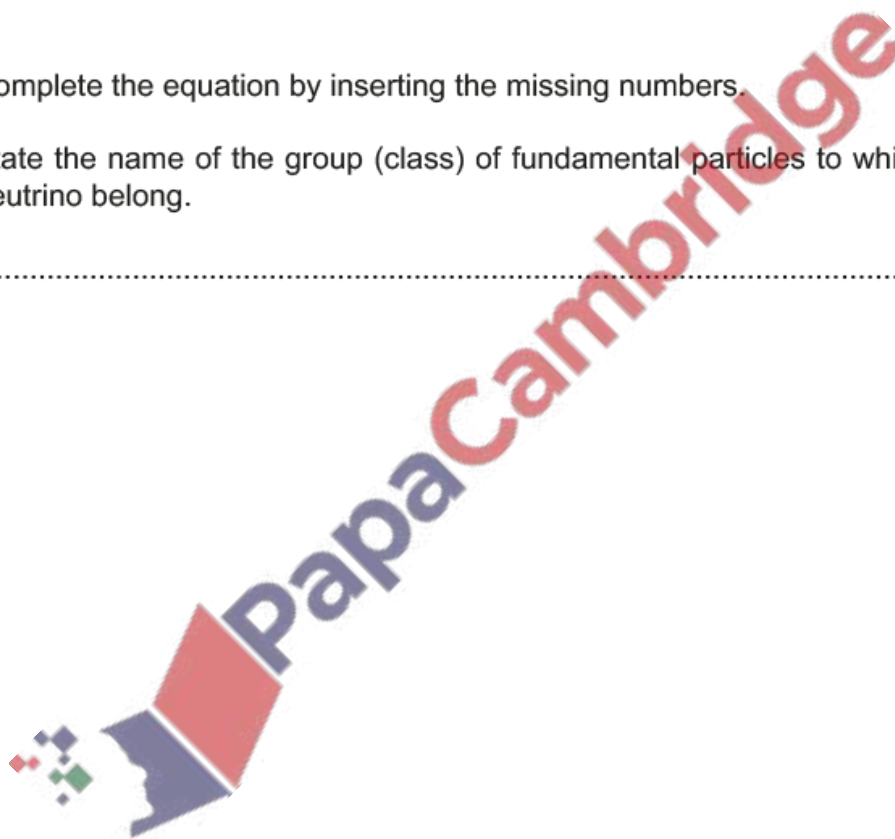 omplete the equation by inserting the missing numbers.
tate the name of the group (class) of fundamental particles to whi
eutrino belong.
PapaCambridge